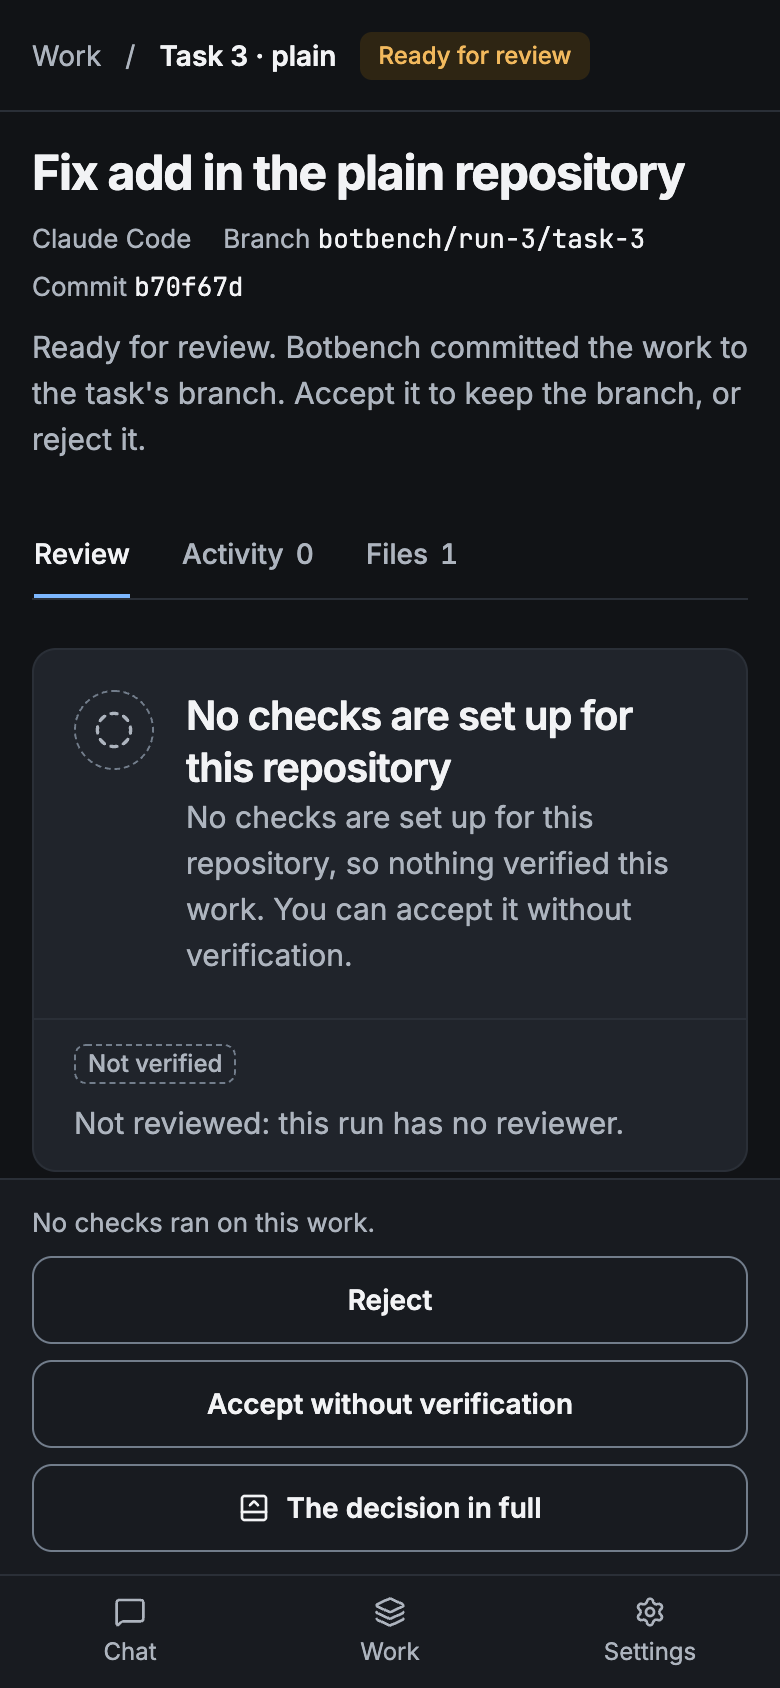 Work / Task 3 · plain Ready for review
Fix add in the plain repository
Claude Code Branch botbench/run-3/task-3
Commit b70f67d
Ready for review. Botbench committed the work to
the task's branch. Accept it to keep the branch, or
reject it.
Review Activity 0 Files 1
No checks are set up for
this repository
No checks are set up for this
repository, so nothing verified this
work. You can accept it without
verification.
Not verified
Not reviewed: this run has no reviewer.
No checks ran on this work.
Reject
Accept without verification
The decision in full
Chat Work Settings